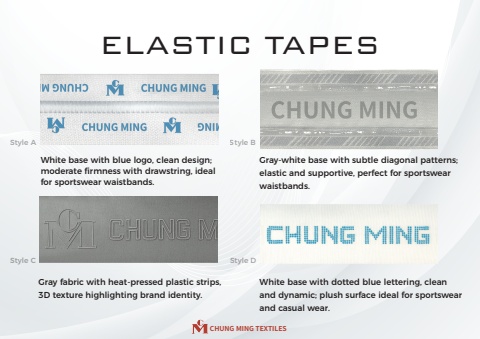 ELASTIC TAPES
CHUNG MING
CHUNG MING
CHUNG MING
Style A
White base with blue logo, clean design;
moderate firmness with drawstring, ideal
for sportswear waistbands.
CHUNG MING
Style B
Gray-white base with subtle diagonal patterns;
elastic and supportive, perfect for sportswear
waistbands.
CHUNG M
Style C
Gray fabric with heat-pressed plastic strips,
3D texture highlighting brand identity.
CHUNG MING
Style D
White base with dotted blue lettering, clean
and dynamic; plush surface ideal for sportswear
and casual wear.
CHUNG MING TEXTILES